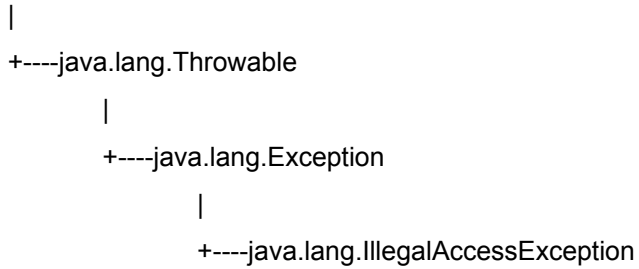 |
+----java.lang.Throwable
|
+----java.lang.Exception
|
+----java.lang.IllegalAccessException